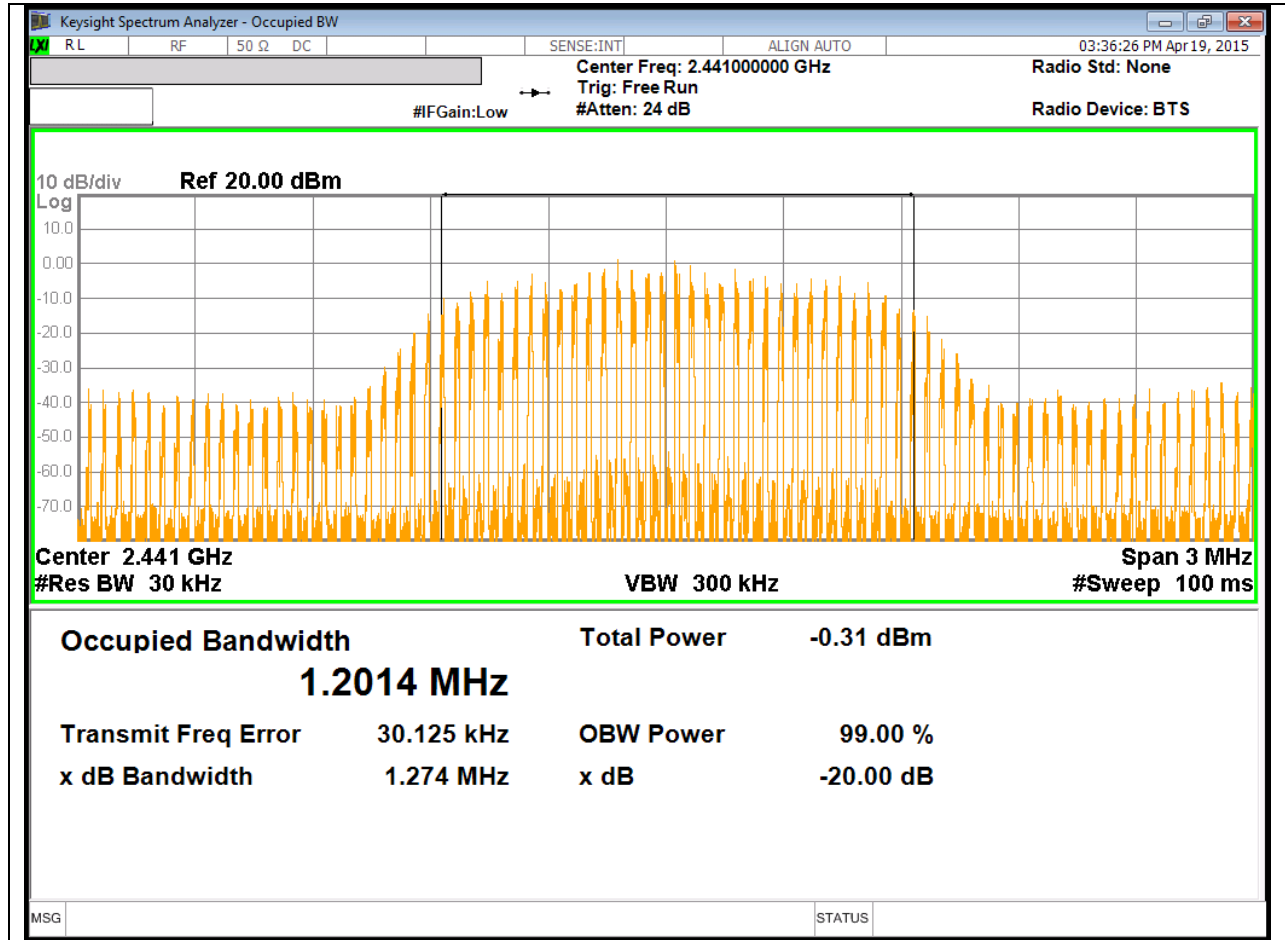 Keysight Spectrum Analyzer - Occupied BW
LXI RL RF 50 Ω DC SENSE:INT ALIGN AUTO 03:36:26 PM Apr 19, 2015
Center Freq: 2.441000000 GHz Radio Std: None
Trig: Free Run
#IFGain:Low #Atten: 24 dB Radio Device: BTS
10 dB/div Ref 20.00 dBm
Log
10.0
0.00
-10.0
-20.0
-30.0
-40.0
-50.0
-60.0
-70.0
Center 2.441 GHz Span 3 MHz
#Res BW 30 kHz VBW 300 kHz #Sweep 100 ms
Occupied Bandwidth Total Power -0.31 dBm
1.2014 MHz
Transmit Freq Error 30.125 kHz OBW Power 99.00 %
x dB Bandwidth 1.274 MHz x dB -20.00 dB
MSG STATUS